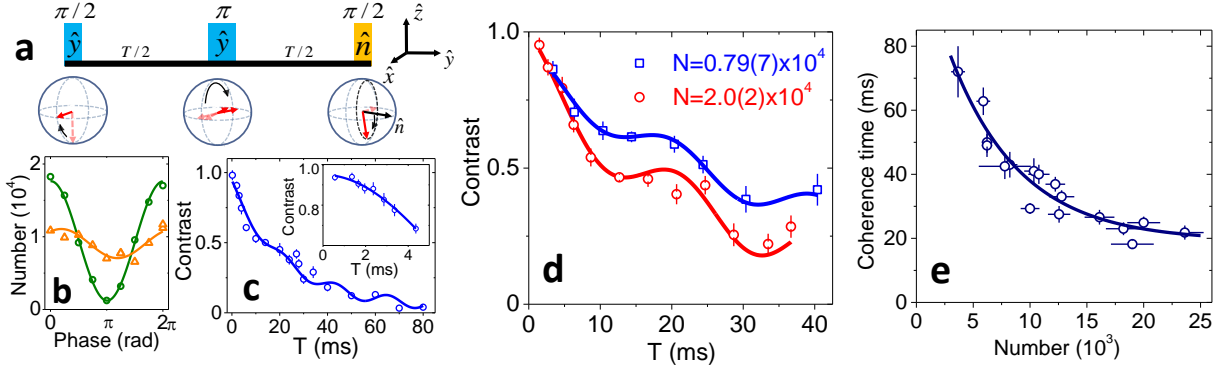 a
π/2
π
π/2
ŷ
T/2
ŷ
T/2
n̂
ẑ
ŷ
x̂
n̂
2
1
0
Number (10⁴)
0
π
2π
Phase (rad)
b
1.0
0.5
0.0
Contrast
0
20
40
60
80
T (ms)
c
1.0
0.8
Contrast
0
2
4
T (ms)
1.0
0.5
0
Contrast
0
10
20
30
40
T (ms)
N=0.79(7)x10⁴
N=2.0(2)x10⁴
d
80
60
40
20
0
Coherence time (ms)
0
5
10
15
20
25
Number (10³)
e